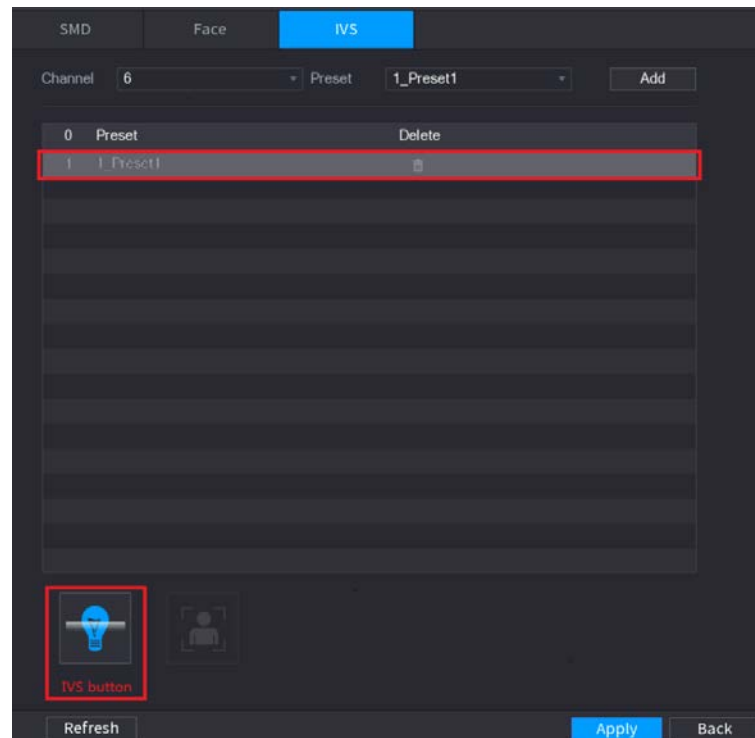 SMD Face IVS
Channel 6 Preset 1_Preset1 Add
0 Preset Delete
1 1_Preset1
IVS button
Refresh Apply Back